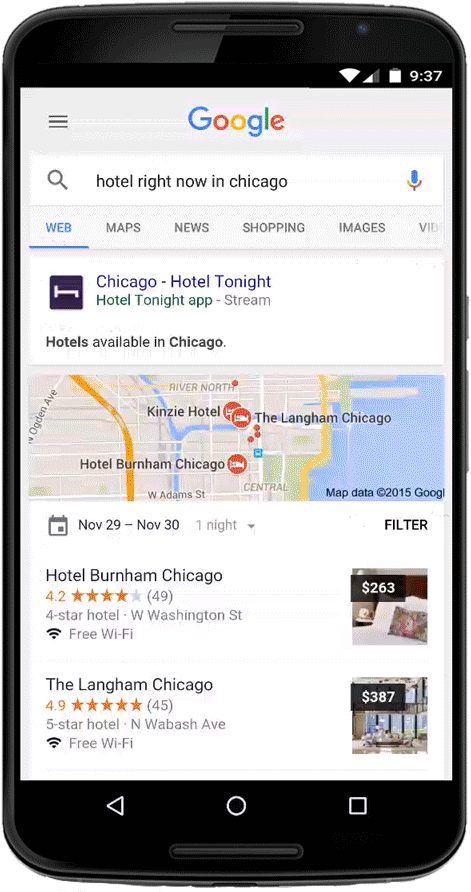 9:37
Google
hotel right now in chicago
WEB MAPS NEWS SHOPPING IMAGES VID
Chicago - Hotel Tonight
Hotel Tonight app - Stream
Hotels available in Chicago.
N Ogden Ave
RIVER NORTH
Kinzie Hotel
The Langham Chicago
Hotel Burnham Chicago
W Adams St
CENTRAL
Map data ©2015 Googl
Nov 29 – Nov 30 1 night FILTER
Hotel Burnham Chicago
4.2 (49)
$263
4-star hotel · W Washington St
Free Wi-Fi
The Langham Chicago
4.9 (45)
$387
5-star hotel · N Wabash Ave
Free Wi-Fi